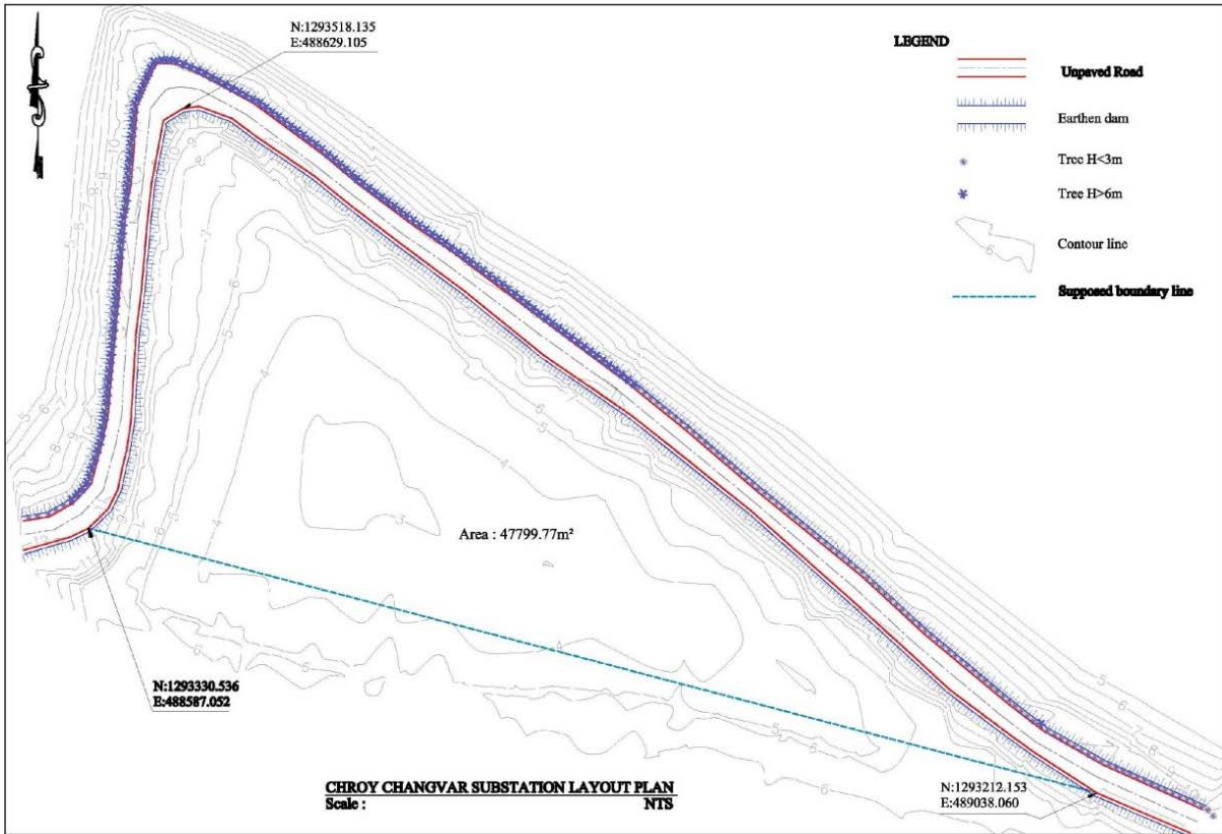 N:1293518.135
E:488629.105
LEGEND
Unpaved Road
Earthen dam
Tree H<3m
Tree H>6m
6
Contour line
Supposed boundary line
Area : 47799.77m²
N:1293330.536
E:488587.052
CHROY CHANGVAR SUBSTATION LAYOUT PLAN
Scale : NTS
N:1293212.153
E:489038.060